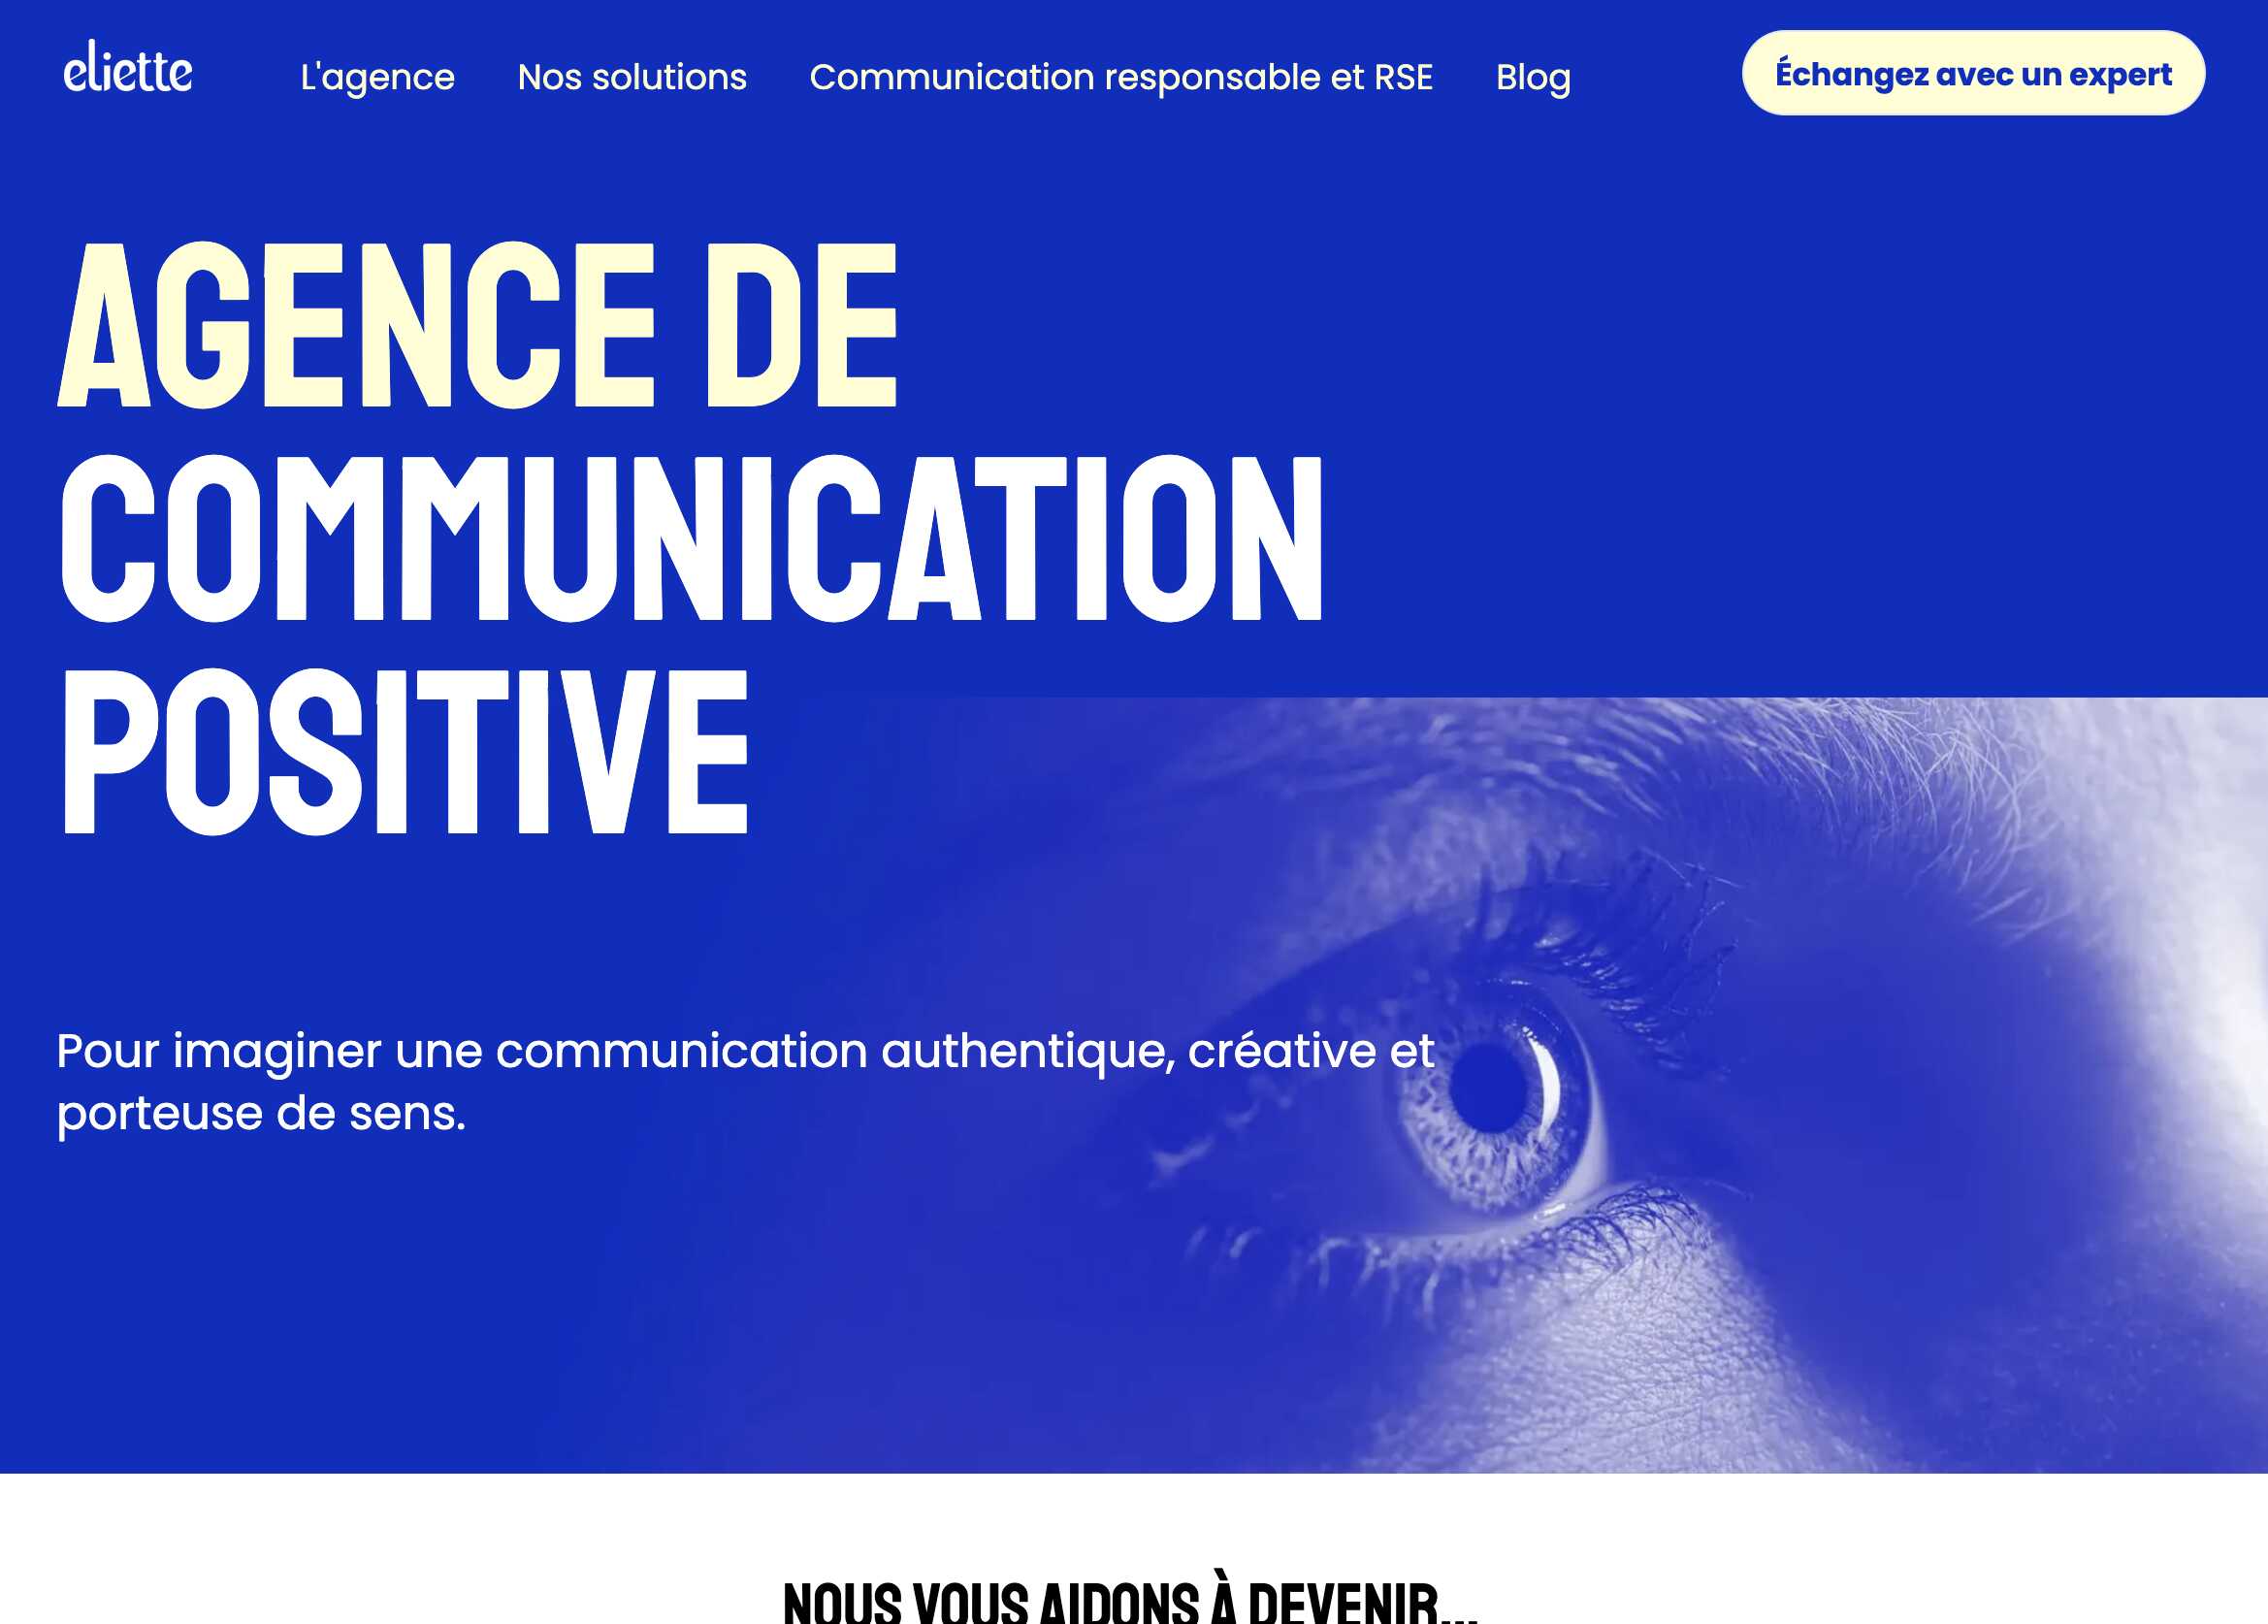 eliette
L'agence
Nos solutions
Communication responsable et RSE
Blog
Échangez avec un expert
AGENCE DE
COMMUNICATION
POSITIVE
Pour imaginer une communication authentique, créative et
porteuse de sens.
NOUS VOUS AIDONS À DEVENIR...